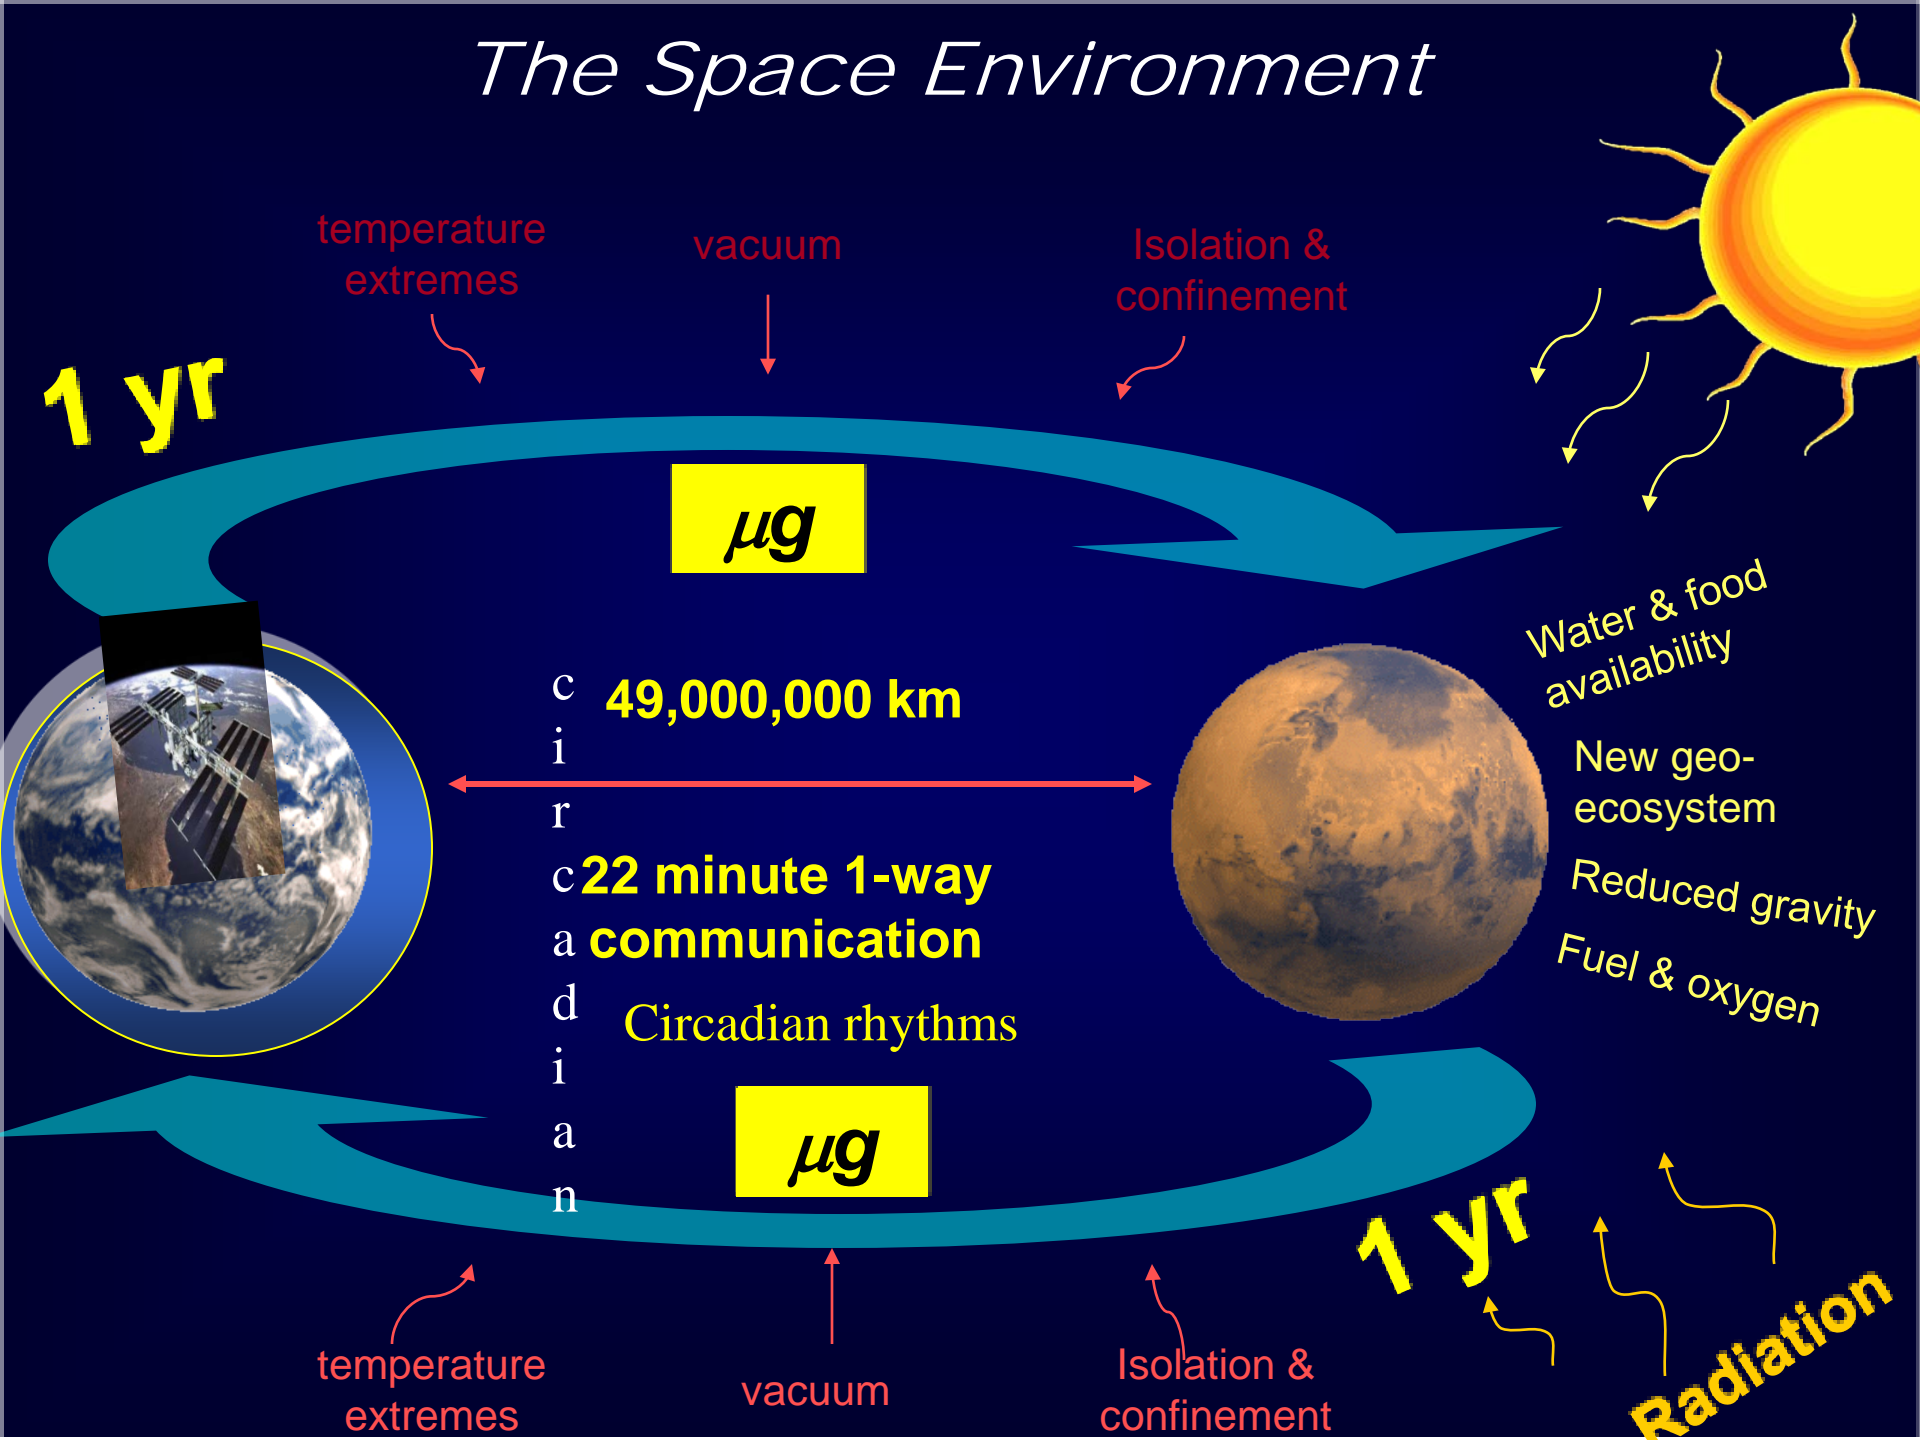 The Space Environment
temperature
extremes
vacuum
Isolation &
confinement
1 yr
μg
Water & food
availability
49,000,000 km
New geo-
ecosystem
c
i
r
c
a
d
i
a
n
22 minute 1-way
communication
Reduced gravity
Fuel & oxygen
Circadian rhythms
μg
1 yr
temperature
extremes
vacuum
Isolation &
confinement
Radiation